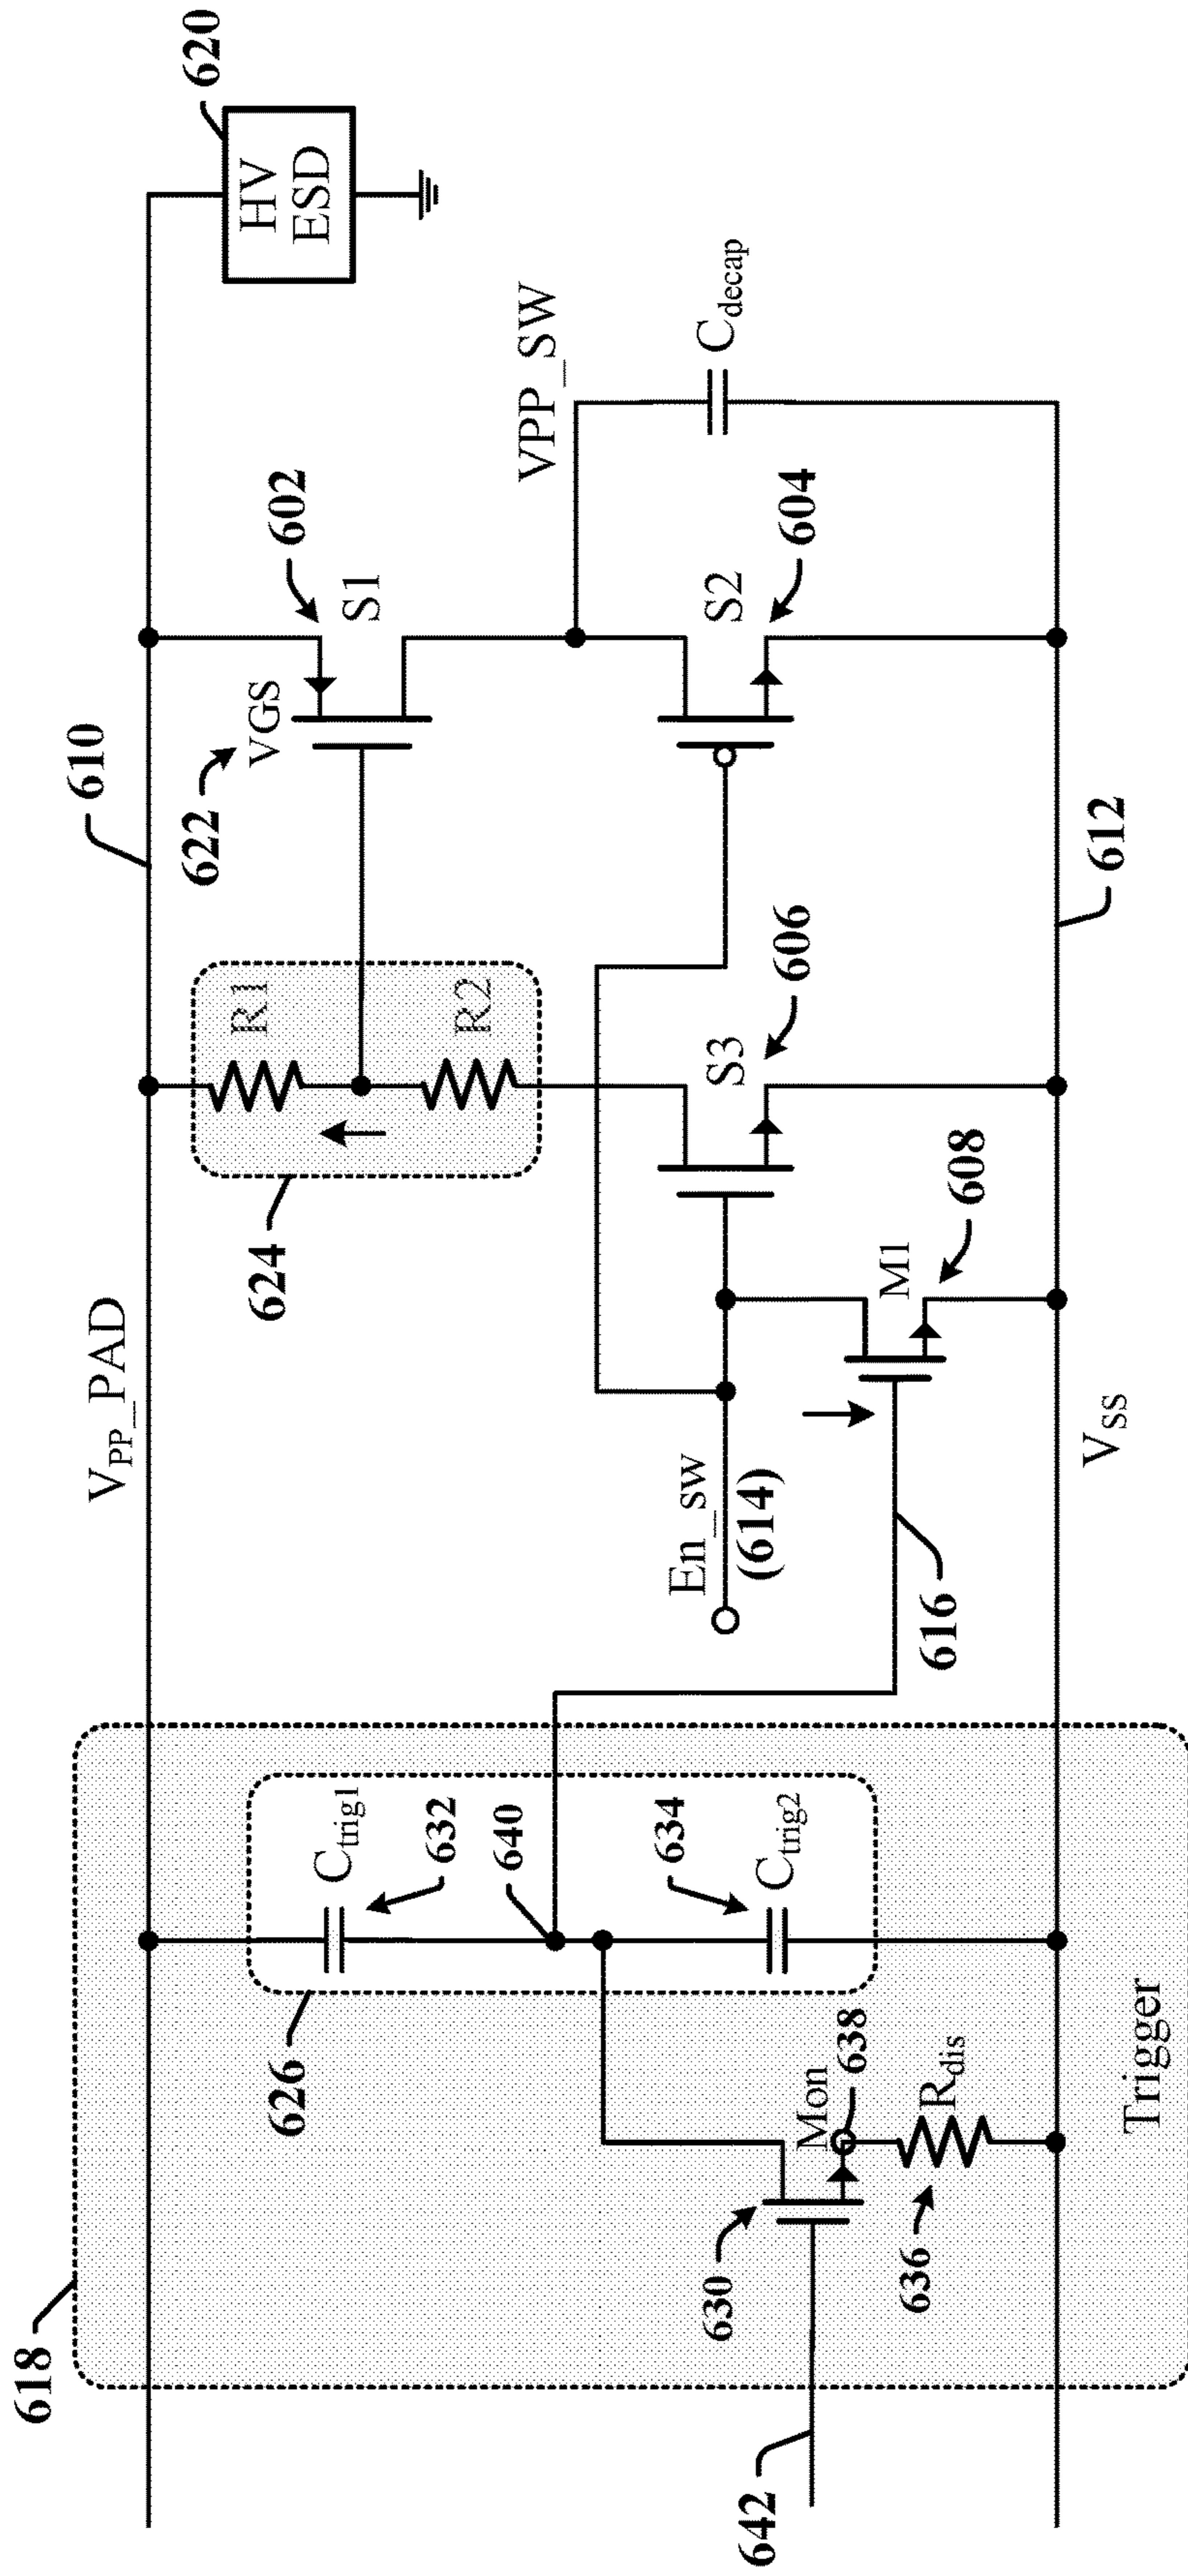 618
V_PP_PAD
610
620
HV
ESD
626
C_trig1
632
640
634
C_trig2
616
En_sw
(614)
624
R1
R2
622
VGS
602
S1
VPP_SW
C_decap
S2
604
S3
606
M1
608
630
Mon
638
636
R_dis
642
V_SS
612
Trigger